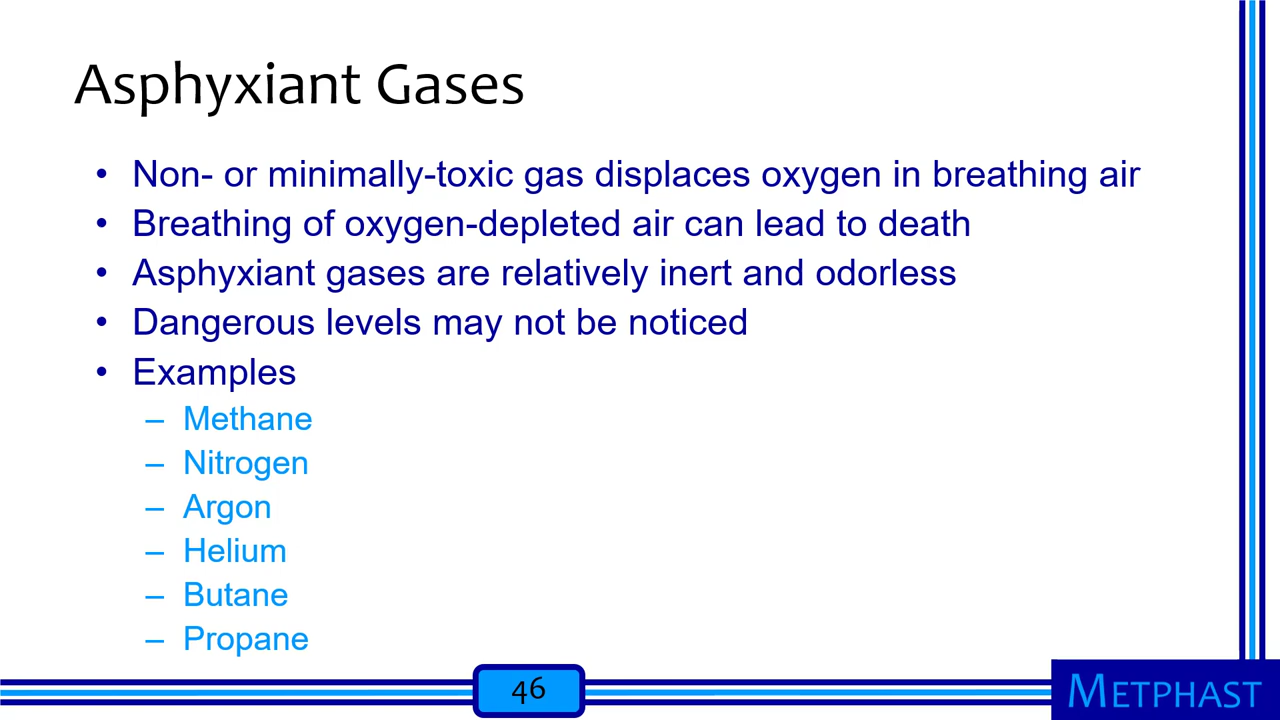 Asphyxiant Gases
• Non- or minimally-toxic gas displaces oxygen in breathing air
• Breathing of oxygen-depleted air can lead to death
• Asphyxiant gases are relatively inert and odorless
• Dangerous levels may not be noticed
• Examples
– Methane
– Nitrogen
– Argon
– Helium
– Butane
– Propane
46
METPHAST